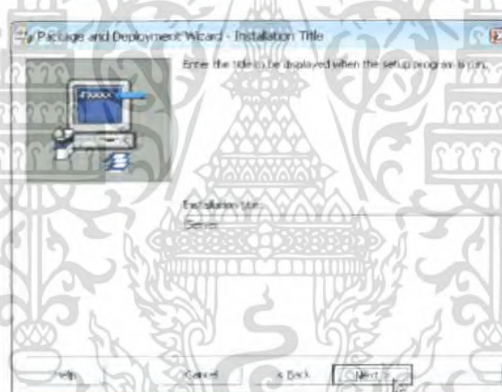 Package and Deployment Wizard - Installation Title
Enter the title to be displayed when the setup program is run.
Installation title:
Server
Help
Cancel
< Back
Next >